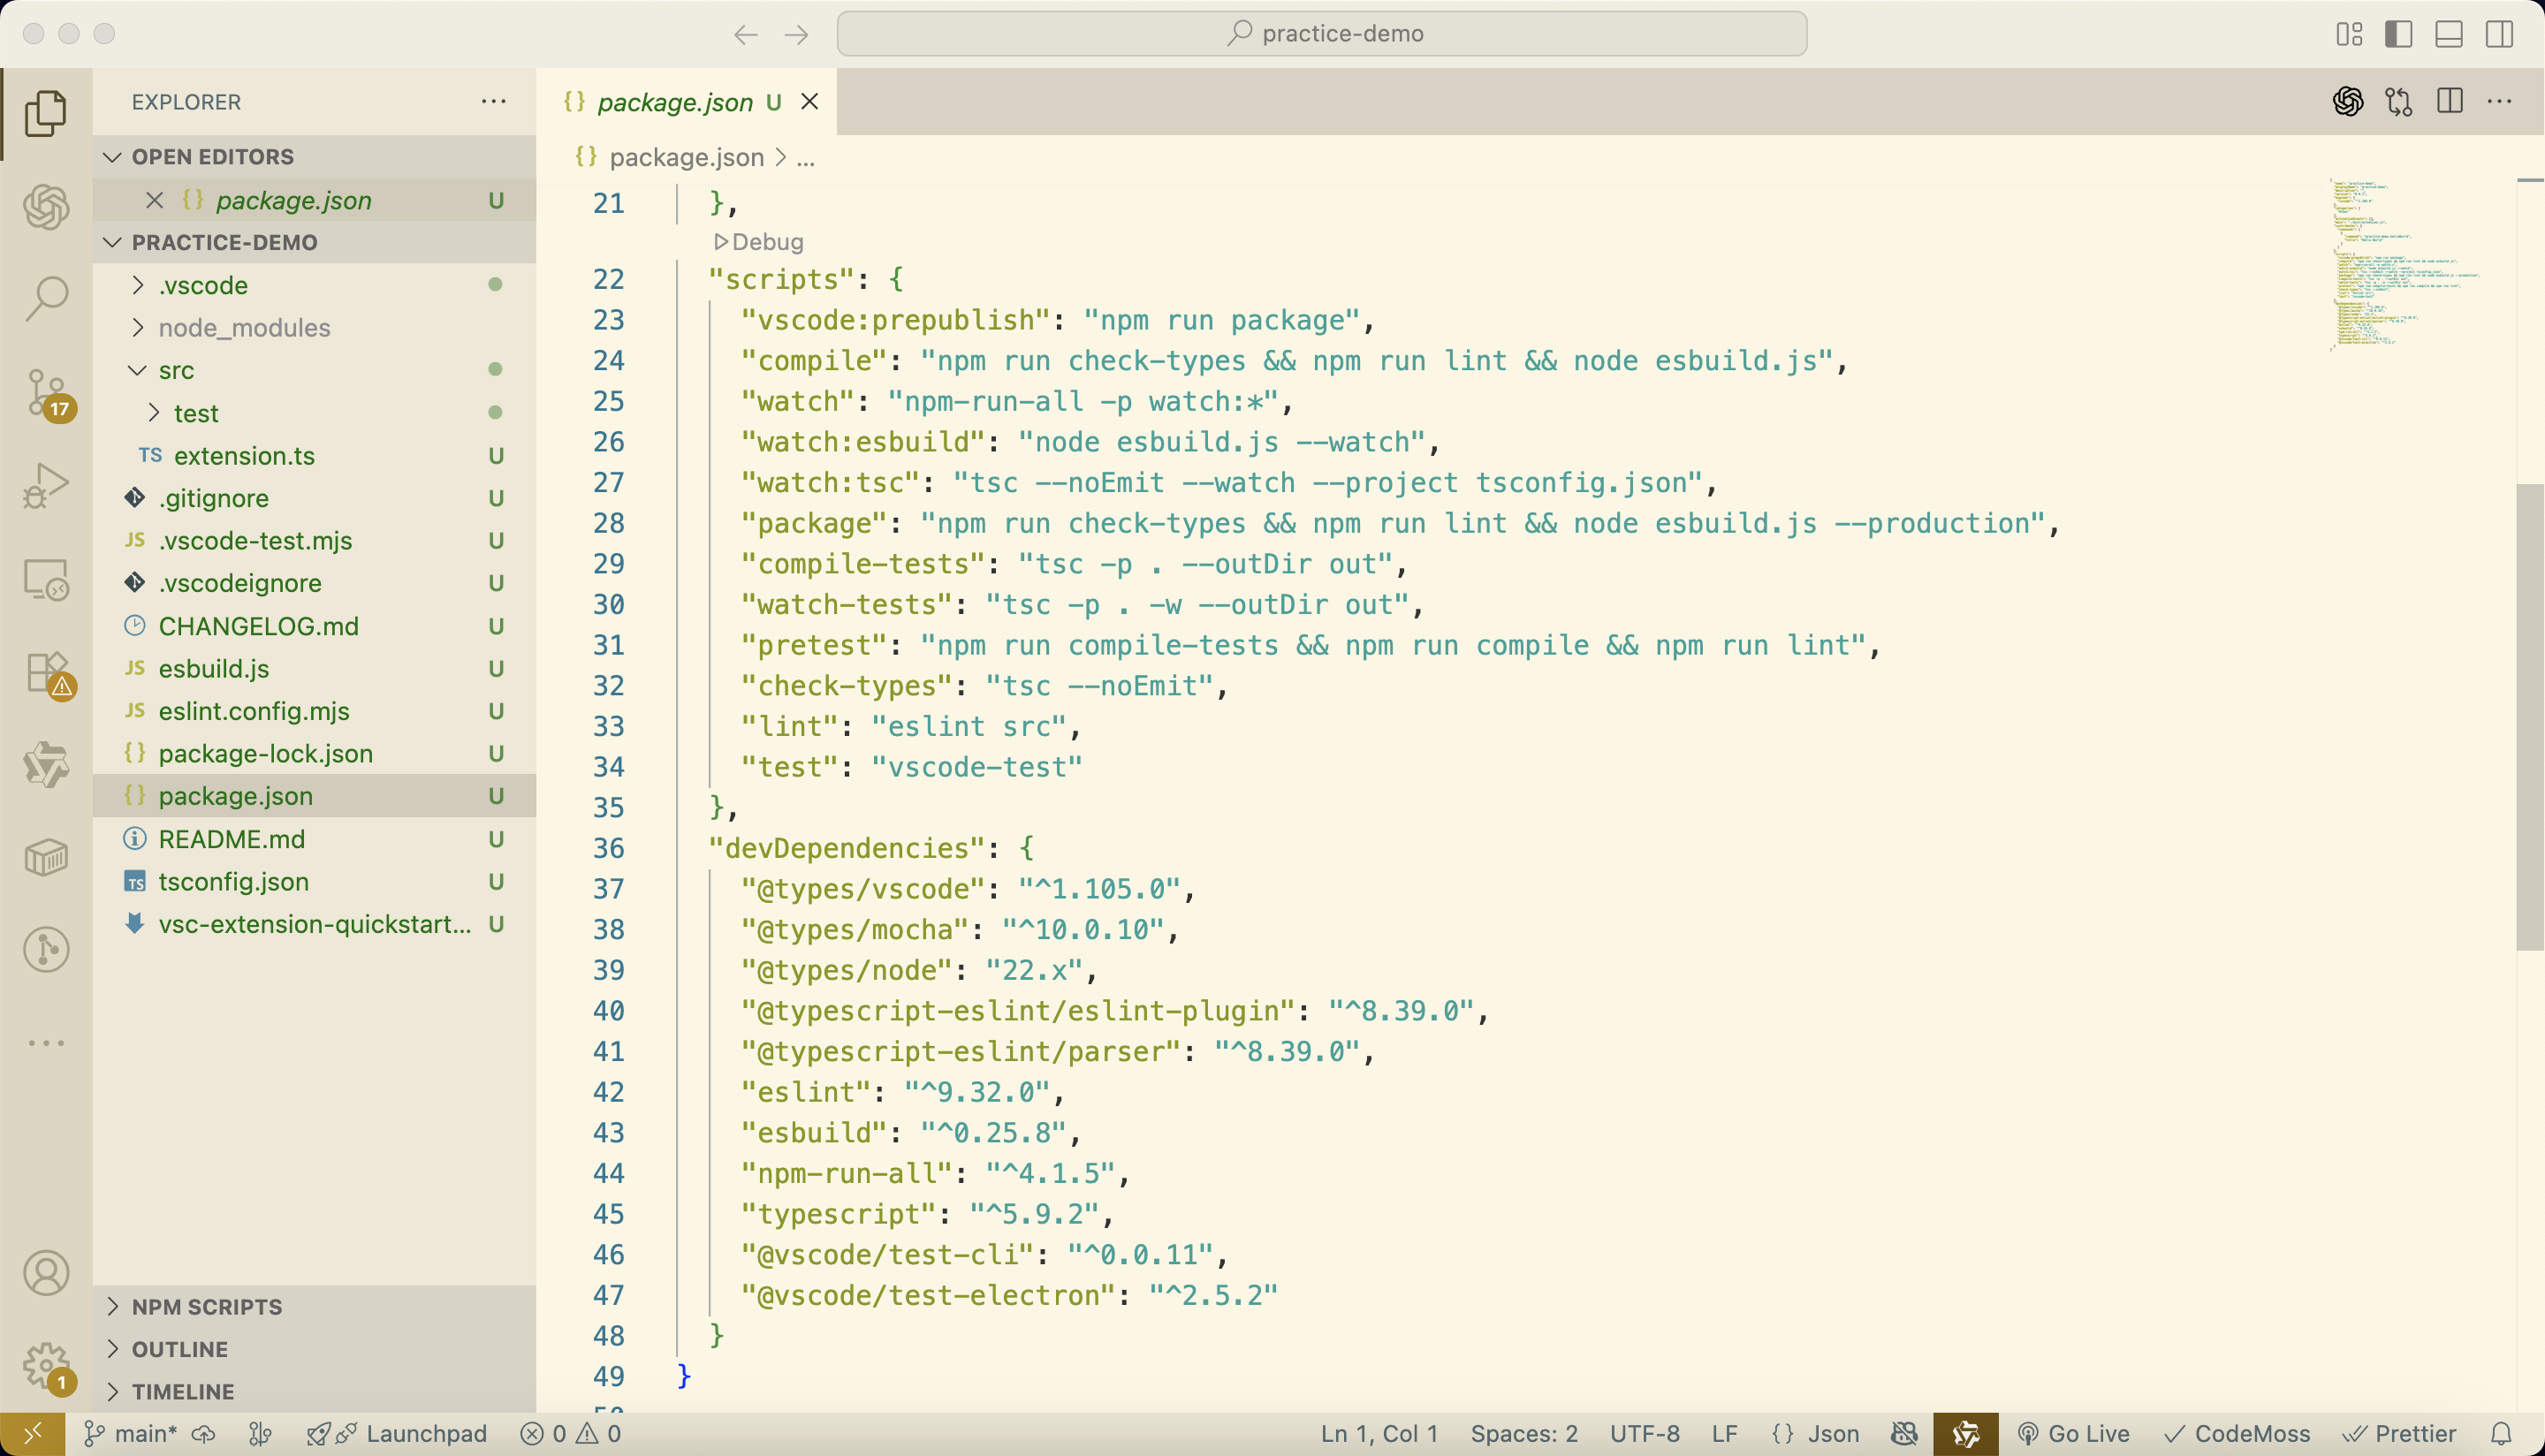 practice-demo
EXPLORER
OPEN EDITORS
{} package.json U
PRACTICE-DEMO
.vscode
node_modules
src
test
TS extension.ts U
.gitignore U
JS .vscode-test.mjs U
.vscodeignore U
CHANGELOG.md U
JS esbuild.js U
JS eslint.config.mjs U
{} package-lock.json U
{} package.json U
README.md U
TS tsconfig.json U
vsc-extension-quickstart... U
NPM SCRIPTS
OUTLINE
TIMELINE
17
1
{} package.json U
{} package.json > ...
21 },
Debug
22 "scripts": {
23 "vscode:prepublish": "npm run package",
24 "compile": "npm run check-types && npm run lint && node esbuild.js",
25 "watch": "npm-run-all -p watch:*",
26 "watch:esbuild": "node esbuild.js --watch",
27 "watch:tsc": "tsc --noEmit --watch --project tsconfig.json",
28 "package": "npm run check-types && npm run lint && node esbuild.js --production",
29 "compile-tests": "tsc -p . --outDir out",
30 "watch-tests": "tsc -p . -w --outDir out",
31 "pretest": "npm run compile-tests && npm run compile && npm run lint",
32 "check-types": "tsc --noEmit",
33 "lint": "eslint src",
34 "test": "vscode-test"
35 },
36 "devDependencies": {
37 "@types/vscode": "^1.105.0",
38 "@types/mocha": "^10.0.10",
39 "@types/node": "22.x",
40 "@typescript-eslint/eslint-plugin": "^8.39.0",
41 "@typescript-eslint/parser": "^8.39.0",
42 "eslint": "^9.32.0",
43 "esbuild": "^0.25.8",
44 "npm-run-all": "^4.1.5",
45 "typescript": "^5.9.2",
46 "@vscode/test-cli": "^0.0.11",
47 "@vscode/test-electron": "^2.5.2"
48 }
49 }
main* Launchpad 0 0 Ln 1, Col 1 Spaces: 2 UTF-8 LF {} Json Go Live CodeMoss Prettier